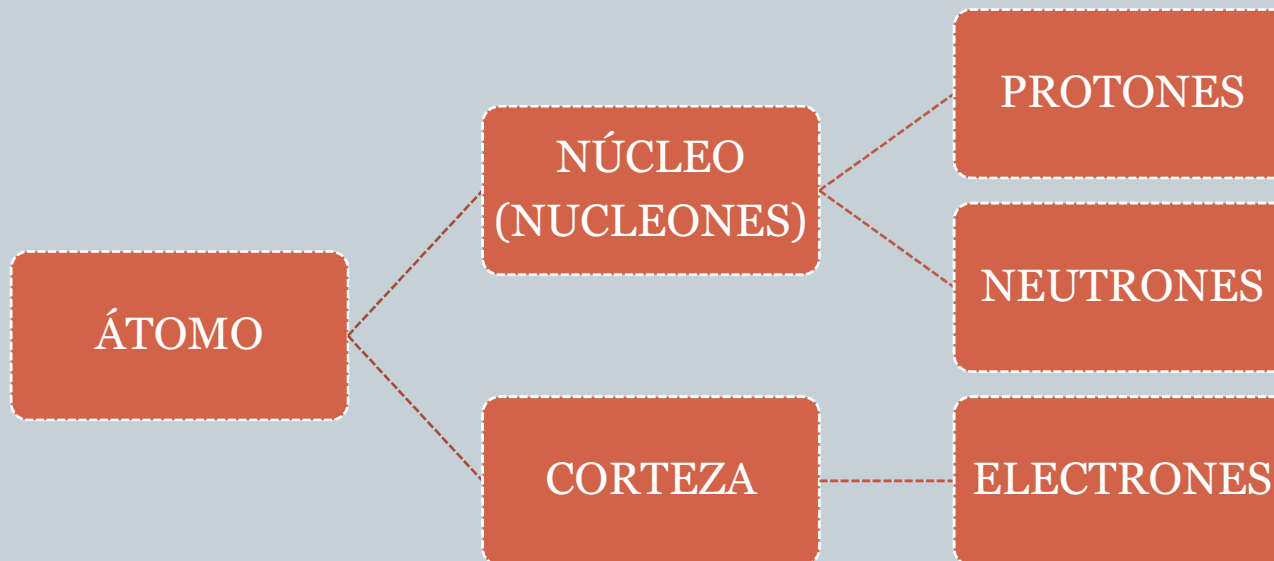 ÁTOMO
NÚCLEO
(NUCLEONES)
PROTONES
NEUTRONES
CORTEZA
ELECTRONES